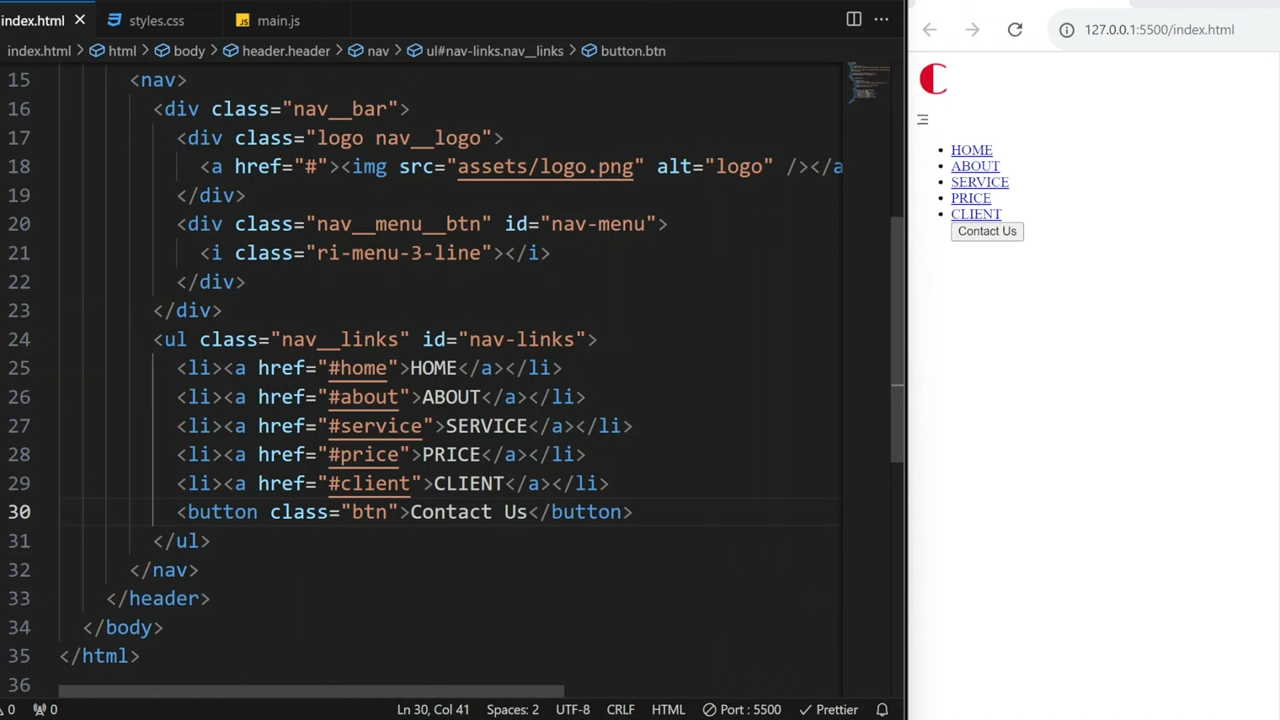 index.html
styles.css
JS main.js
index.html > html > body > header.header > nav > ul#nav-links.nav__links > button.btn
15 <nav>
16 <div class="nav__bar">
17 <div class="logo nav__logo">
18 <a href="#"><img src="assets/logo.png" alt="logo" /></a
19 </div>
20 <div class="nav__menu__btn" id="nav-menu">
21 <i class="ri-menu-3-line"></i>
22 </div>
23 </div>
24 <ul class="nav__links" id="nav-links">
25 <li><a href="#home">HOME</a></li>
26 <li><a href="#about">ABOUT</a></li>
27 <li><a href="#service">SERVICE</a></li>
28 <li><a href="#price">PRICE</a></li>
29 <li><a href="#client">CLIENT</a></li>
30 <button class="btn">Contact Us</button>
31 </ul>
32 </nav>
33 </header>
34 </body>
35 </html>
36
0 0 Ln 30, Col 41 Spaces: 2 UTF-8 CRLF HTML Port : 5500 Prettier
127.0.0.1:5500/index.html
C
HOME
ABOUT
SERVICE
PRICE
CLIENT
Contact Us